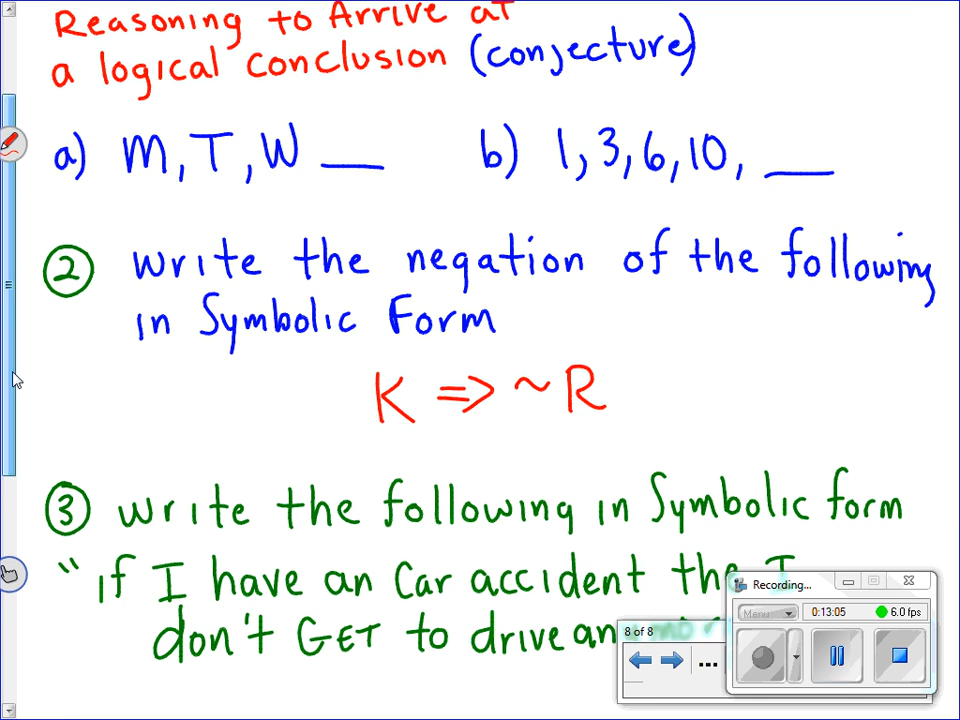 Reasoning to Arrive at
a logical conclusion (conjecture)
a) M, T, W __ b) 1, 3, 6, 10, __
② write the negation of the following
in Symbolic Form
K => ~ R
③ write the following in Symbolic form
"if I have an car accident the I
don't GET to drive an
Recording...
Menu
0:13:05
6.0 fps
8 of 8
...